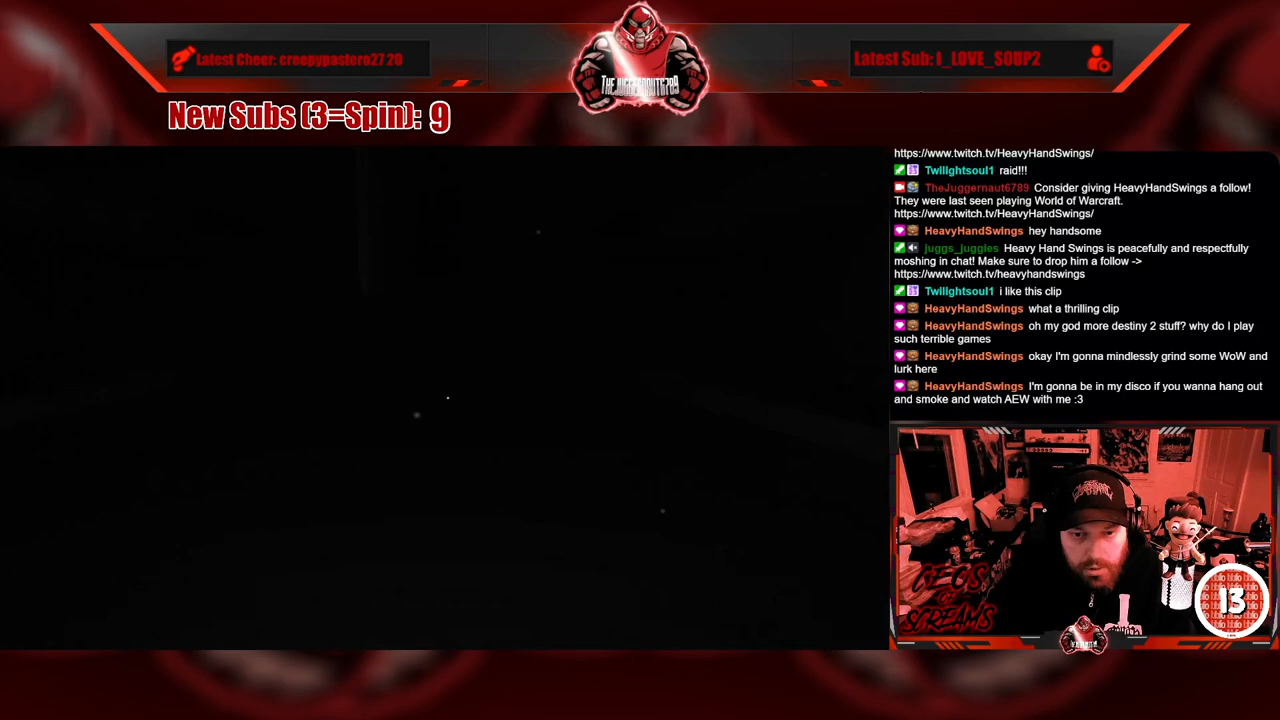 Latest Cheer: creepypastero27 20
THEJUGGERNAUT6789
Latest Sub: I_LOVE_SOUP2
New Subs (3=Spin): 9
https://www.twitch.tv/HeavyHandSwings/
Twilightsoul1 raid!!!
TheJuggernaut6789 Consider giving HeavyHandSwings a follow!
They were last seen playing World of Warcraft.
https://www.twitch.tv/HeavyHandSwings/
HeavyHandSwings hey handsome
juggs_juggles Heavy Hand Swings is peacefully and respectfully
moshing in chat! Make sure to drop him a follow ->
https://www.twitch.tv/heavyhandswings
Twilightsoul1 i like this clip
HeavyHandSwings what a thrilling clip
HeavyHandSwings oh my god more destiny 2 stuff? why do I play
such terrible games
HeavyHandSwings okay I'm gonna mindlessly grind some WoW and
lurk here
HeavyHandSwings I'm gonna be in my disco if you wanna hang out
and smoke and watch AEW with me :3
SCREAMS
13